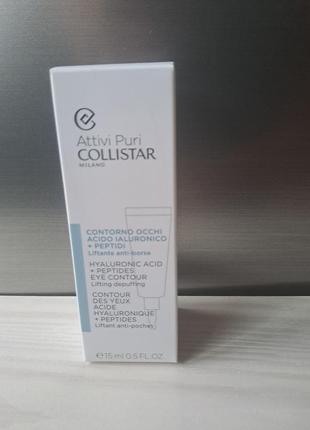 Attivi Puri
COLLISTAR
MILANO
CONTORNO OCCHI
ACIDO IALURONICO
+ PEPTIDI
Liftante anti-borse
HYALURONIC ACID
+ PEPTIDES
EYE CONTOUR
Lifting depuffing
CONTOUR
DES YEUX
ACIDE
HYALURONIQUE
+ PEPTIDES
Liftant anti-poches
℮ 15 ml 0.5 FL.OZ.